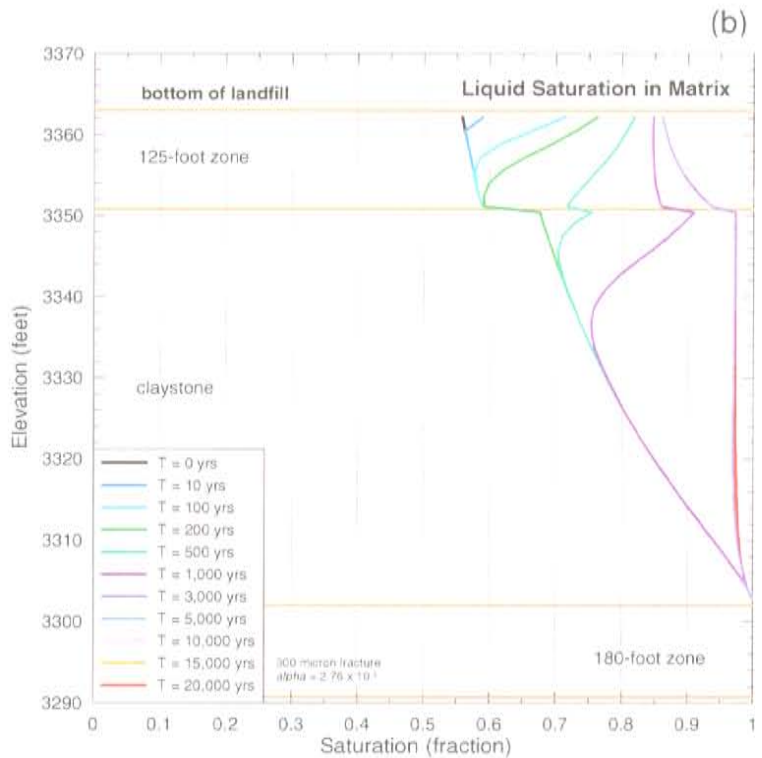 (b)
3370
bottom of landfill
Liquid Saturation in Matrix
3360
125-foot zone
3350
3340
Elevation (feet)
3330
claystone
3320
T = 0 yrs
T = 10 yrs
T = 100 yrs
T = 200 yrs
T = 500 yrs
T = 1,000 yrs
T = 3,000 yrs
T = 5,000 yrs
T = 10,000 yrs
T = 15,000 yrs
T = 20,000 yrs
3310
3300
300 micron fracture
alpha = 2.76 x
180-foot zone
3290
0 0.1 0.2 0.3 0.4 0.5 0.6 0.7 0.8 0.9 1
Saturation (fraction)